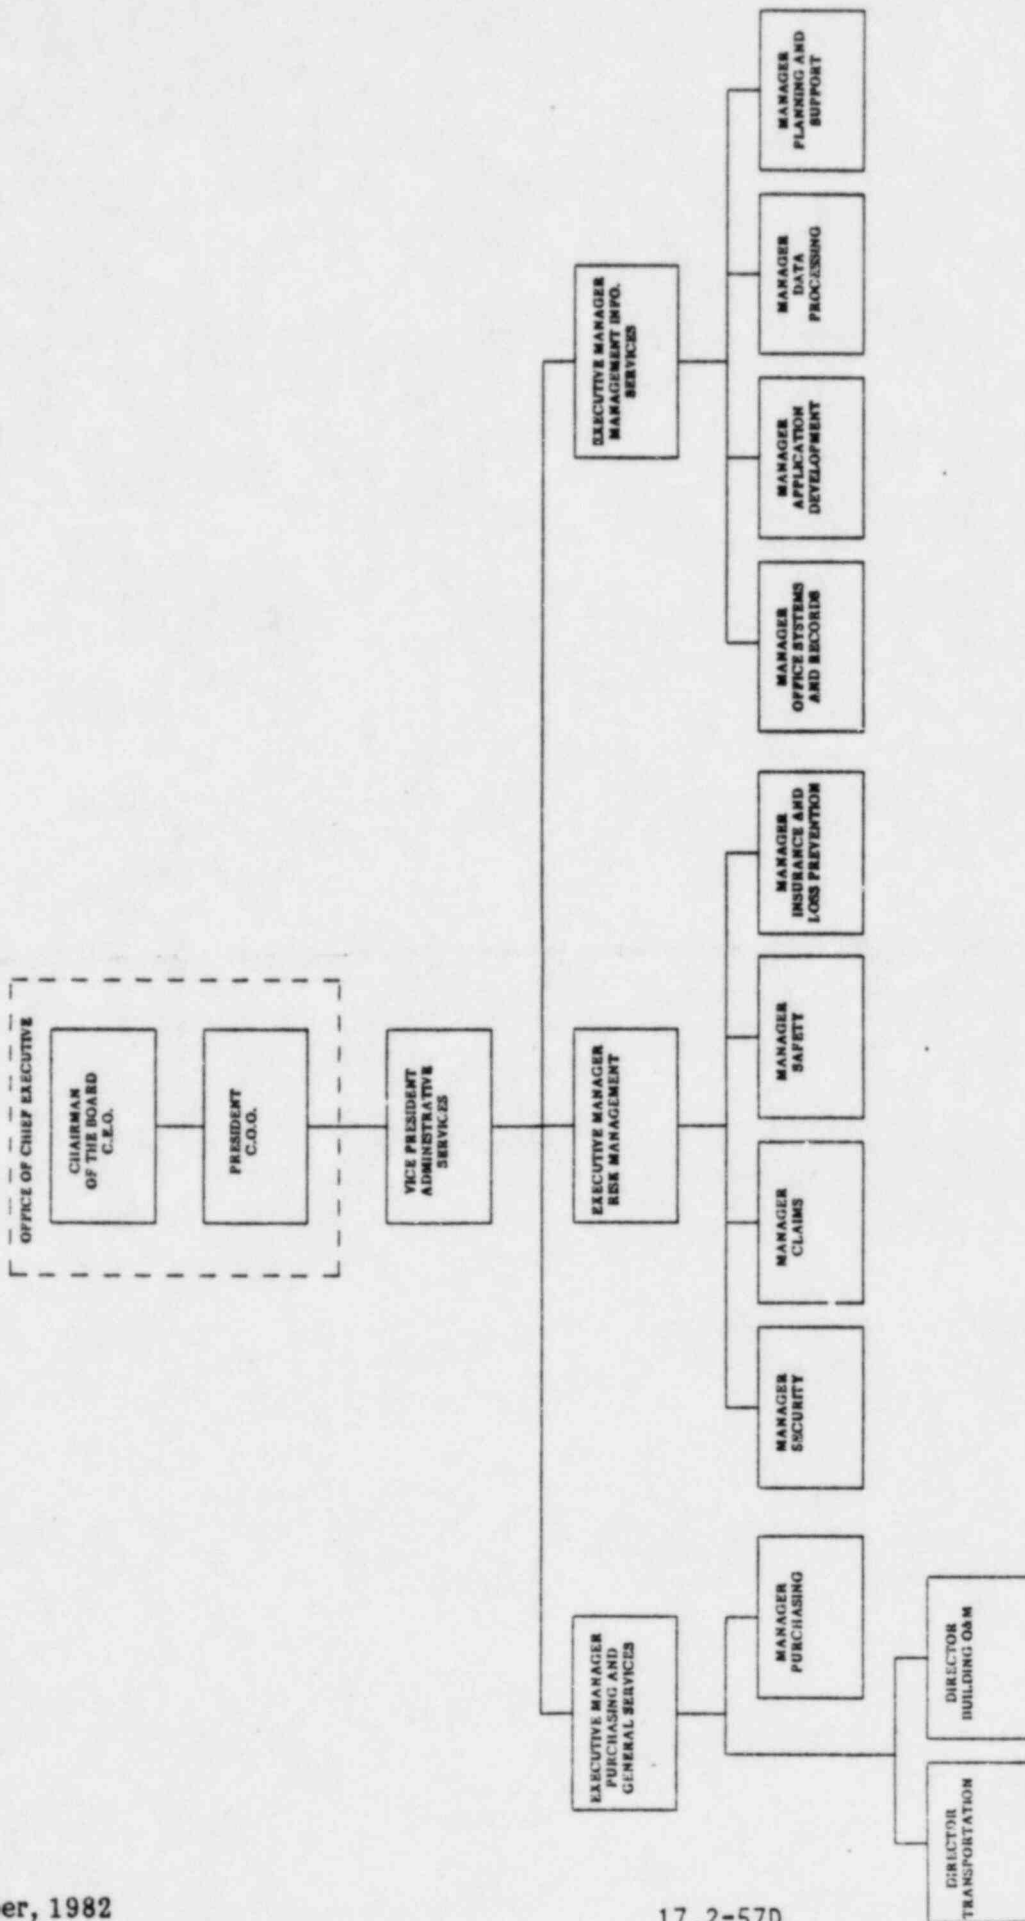 OFFICE OF CHIEF EXECUTIVE
CHAIRMAN
OF THE BOARD
C.E.O.
PRESIDENT
C.O.O.
VICE PRESIDENT
ADMINISTRATIVE
SERVICES
EXECUTIVE MANAGER
PURCHASING AND
GENERAL SERVICES
EXECUTIVE MANAGER
RISK MANAGEMENT
EXECUTIVE MANAGER
MANAGEMENT INFO.
SERVICES
MANAGER
PURCHASING
MANAGER
SECURITY
MANAGER
CLAIMS
MANAGER
SAFETY
MANAGER
INSURANCE AND
LOSS PREVENTION
MANAGER
OFFICE SYSTEMS
AND RECORDS
MANAGER
APPLICATION
DEVELOPMENT
MANAGER
DATA
PROCESSING
MANAGER
PLANNING AND
SUPPORT
DIRECTOR
TRANSPORTATION
DIRECTOR
BUILDING O&M
er, 1982
17.2-57D